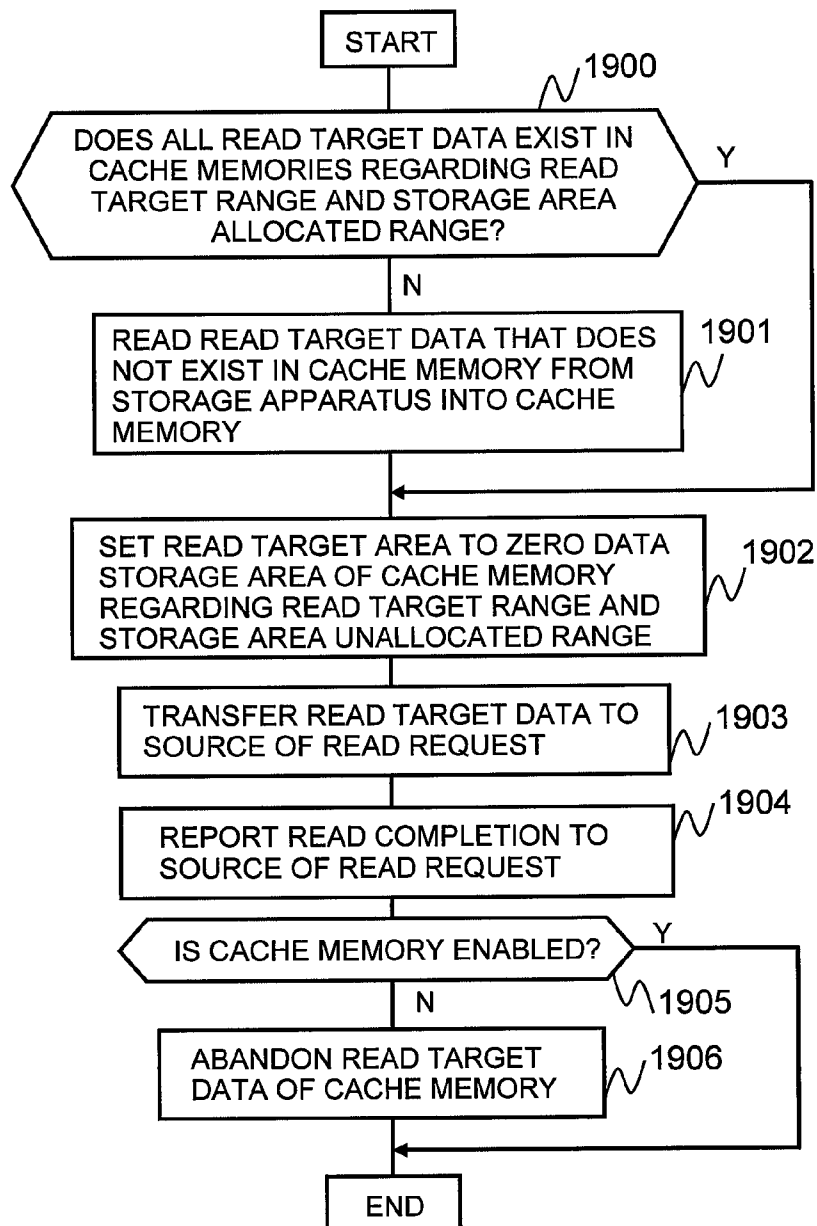 START
1900
DOES ALL READ TARGET DATA EXIST IN
CACHE MEMORIES REGARDING READ
TARGET RANGE AND STORAGE AREA
ALLOCATED RANGE?
Y
N
READ READ TARGET DATA THAT DOES
NOT EXIST IN CACHE MEMORY FROM
STORAGE APPARATUS INTO CACHE
MEMORY
1901
SET READ TARGET AREA TO ZERO DATA
STORAGE AREA OF CACHE MEMORY
REGARDING READ TARGET RANGE AND
STORAGE AREA UNALLOCATED RANGE
1902
TRANSFER READ TARGET DATA TO
SOURCE OF READ REQUEST
1903
REPORT READ COMPLETION TO
SOURCE OF READ REQUEST
1904
IS CACHE MEMORY ENABLED?
Y
1905
N
ABANDON READ TARGET
DATA OF CACHE MEMORY
1906
END